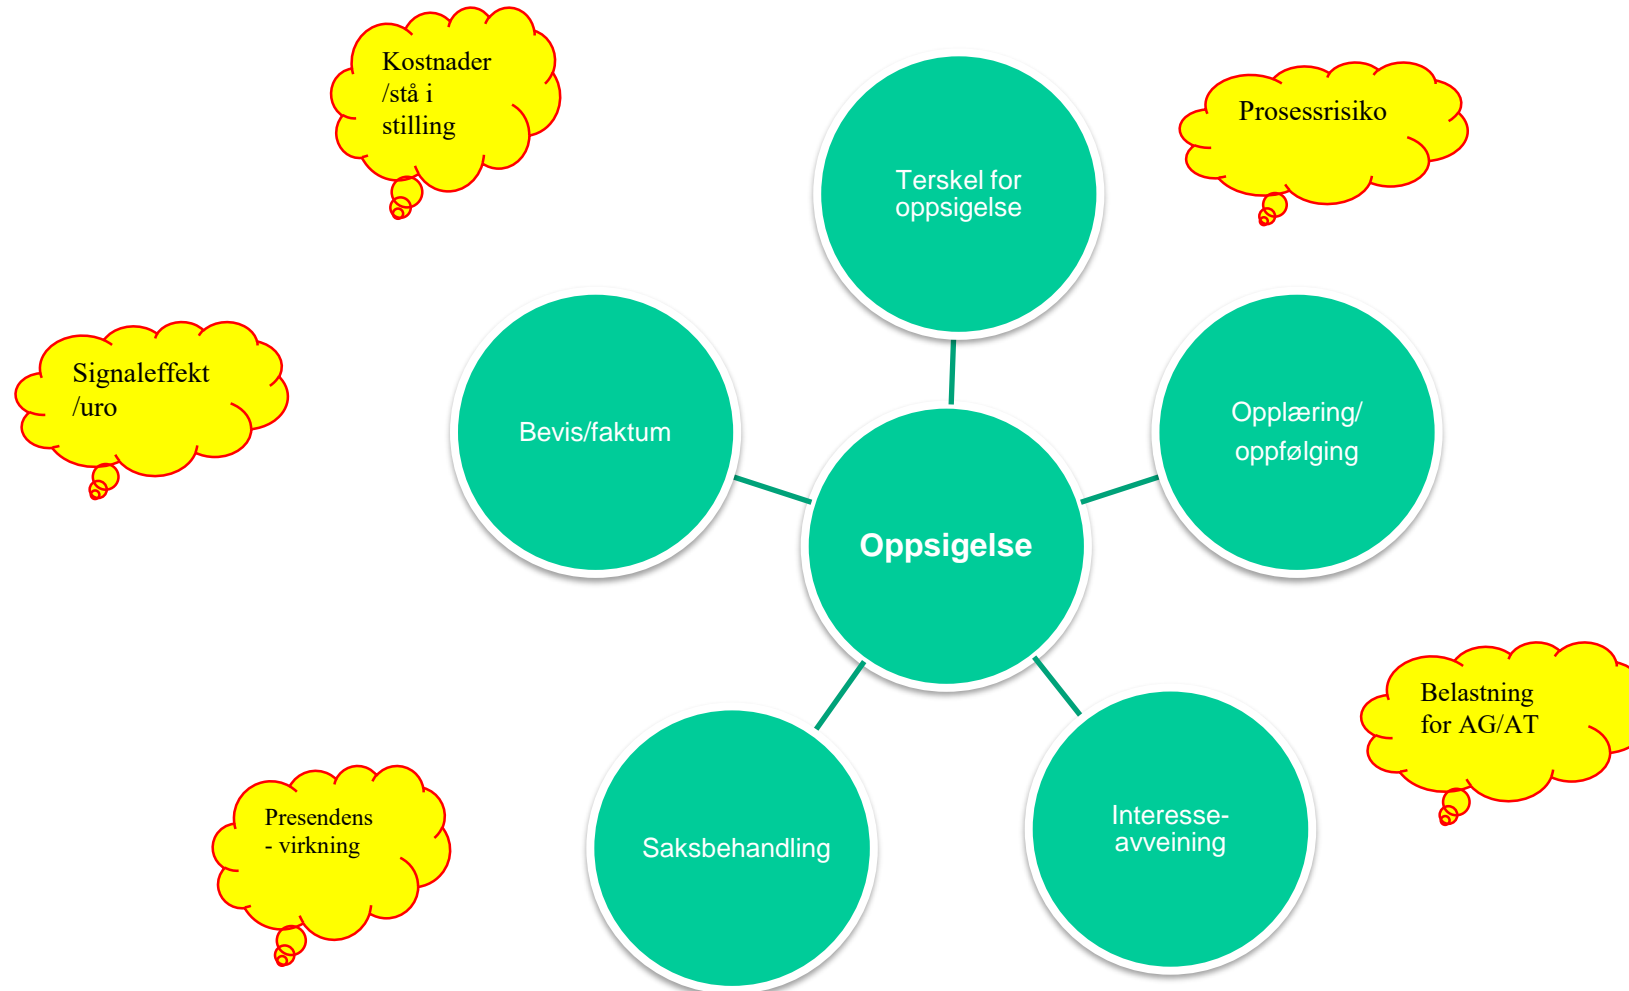 Kostnader
/stå i
stilling
Prosessrisiko
Terskel for
oppsigelse
Signaleffekt
/uro
Bevis/faktum
Opplæring/
oppfølging
Oppsigelse
Belastning
for AG/AT
Presendens
- virkning
Saksbehandling
Interesse-
avveining